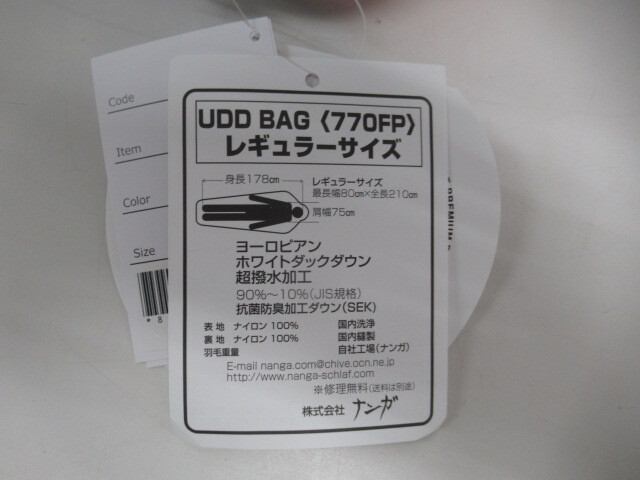 Code
Item
Color
Size
UDD BAG〈770FP〉
レギュラーサイズ
身長178㎝
レギュラーサイズ
最長幅80㎝×全長210㎝
肩幅75㎝
ヨーロピアン
ホワイトダックダウン
超撥水加工
90%〜10%(JIS規格)
抗菌防臭加工ダウン(SEK)
表 地 ナイロン 100% 国内洗浄
裏 地 ナイロン 100% 国内縫製
羽毛重量 自社工場(ナンガ)
E-mail nanga.com@chive.ocn.ne.jp
http://www.nanga-schlaf.com
※修理無料(送料は別途)
株式会社 ナンガ
PREMIUM
* 8